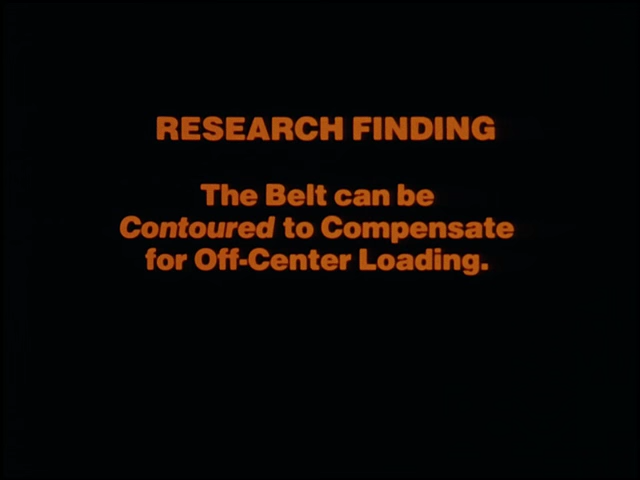 RESEARCH FINDING
The Belt can be
Contoured to Compensate
for Off-Center Loading.